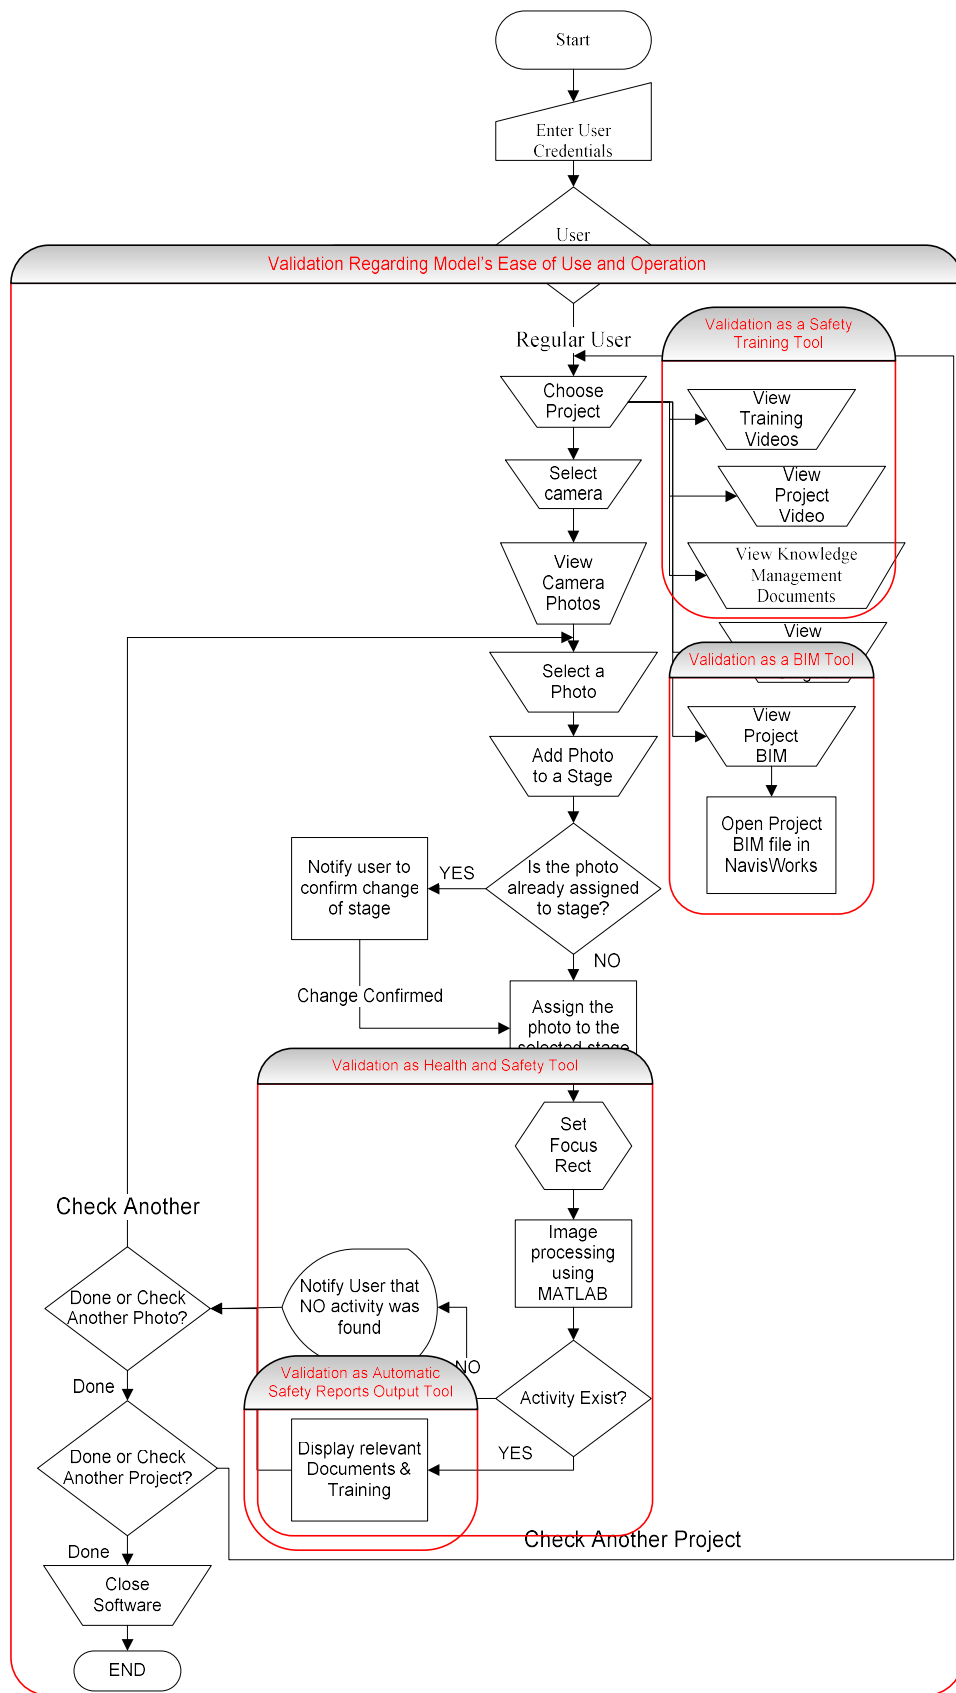 Start
Enter User
Credentials
User
Validation Regarding Model's Ease of Use and Operation
Regular User
Validation as a Safety
Training Tool
Choose
Project
View
Training
Videos
Select
camera
View
Project
Video
View
Camera
Photos
View Knowledge
Management
Documents
View
Validation as a BIM Tool
Select a
Photo
View
Project
BIM
Add Photo
to a Stage
Open Project
BIM file in
NavisWorks
Notify user to
confirm change
of stage
YES
Is the photo
already assigned
to stage?
NO
Change Confirmed
Assign the
photo to the
selected stage
Validation as Health and Safety Tool
Set
Focus
Rect
Check Another
Image
processing
using
MATLAB
Done or Check
Another Photo?
Notify User that
NO activity was
found
NO
Validation as Automatic
Safety Reports Output Tool
Activity Exist?
Done
Done or Check
Another Project?
Display relevant
Documents &
Training
YES
Check Another Project
Done
Close
Software
END